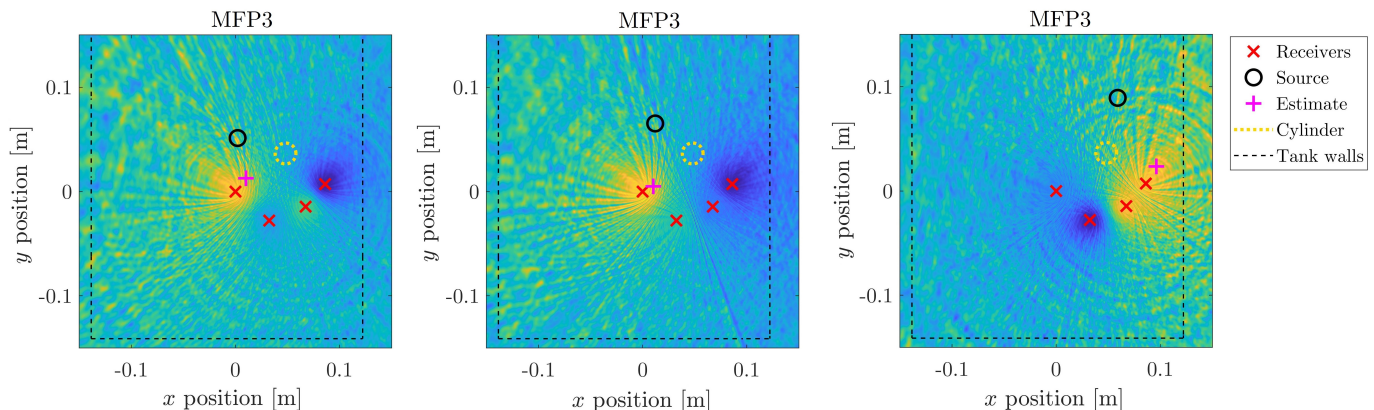 MFP3
0.1
0
-0.1
-0.1
0
0.1
x position [m]
y position [m]
MFP3
0.1
0
-0.1
-0.1
0
0.1
x position [m]
y position [m]
MFP3
0.1
0
-0.1
-0.1
0
0.1
x position [m]
y position [m]
Receivers
Source
Estimate
Cylinder
Tank walls